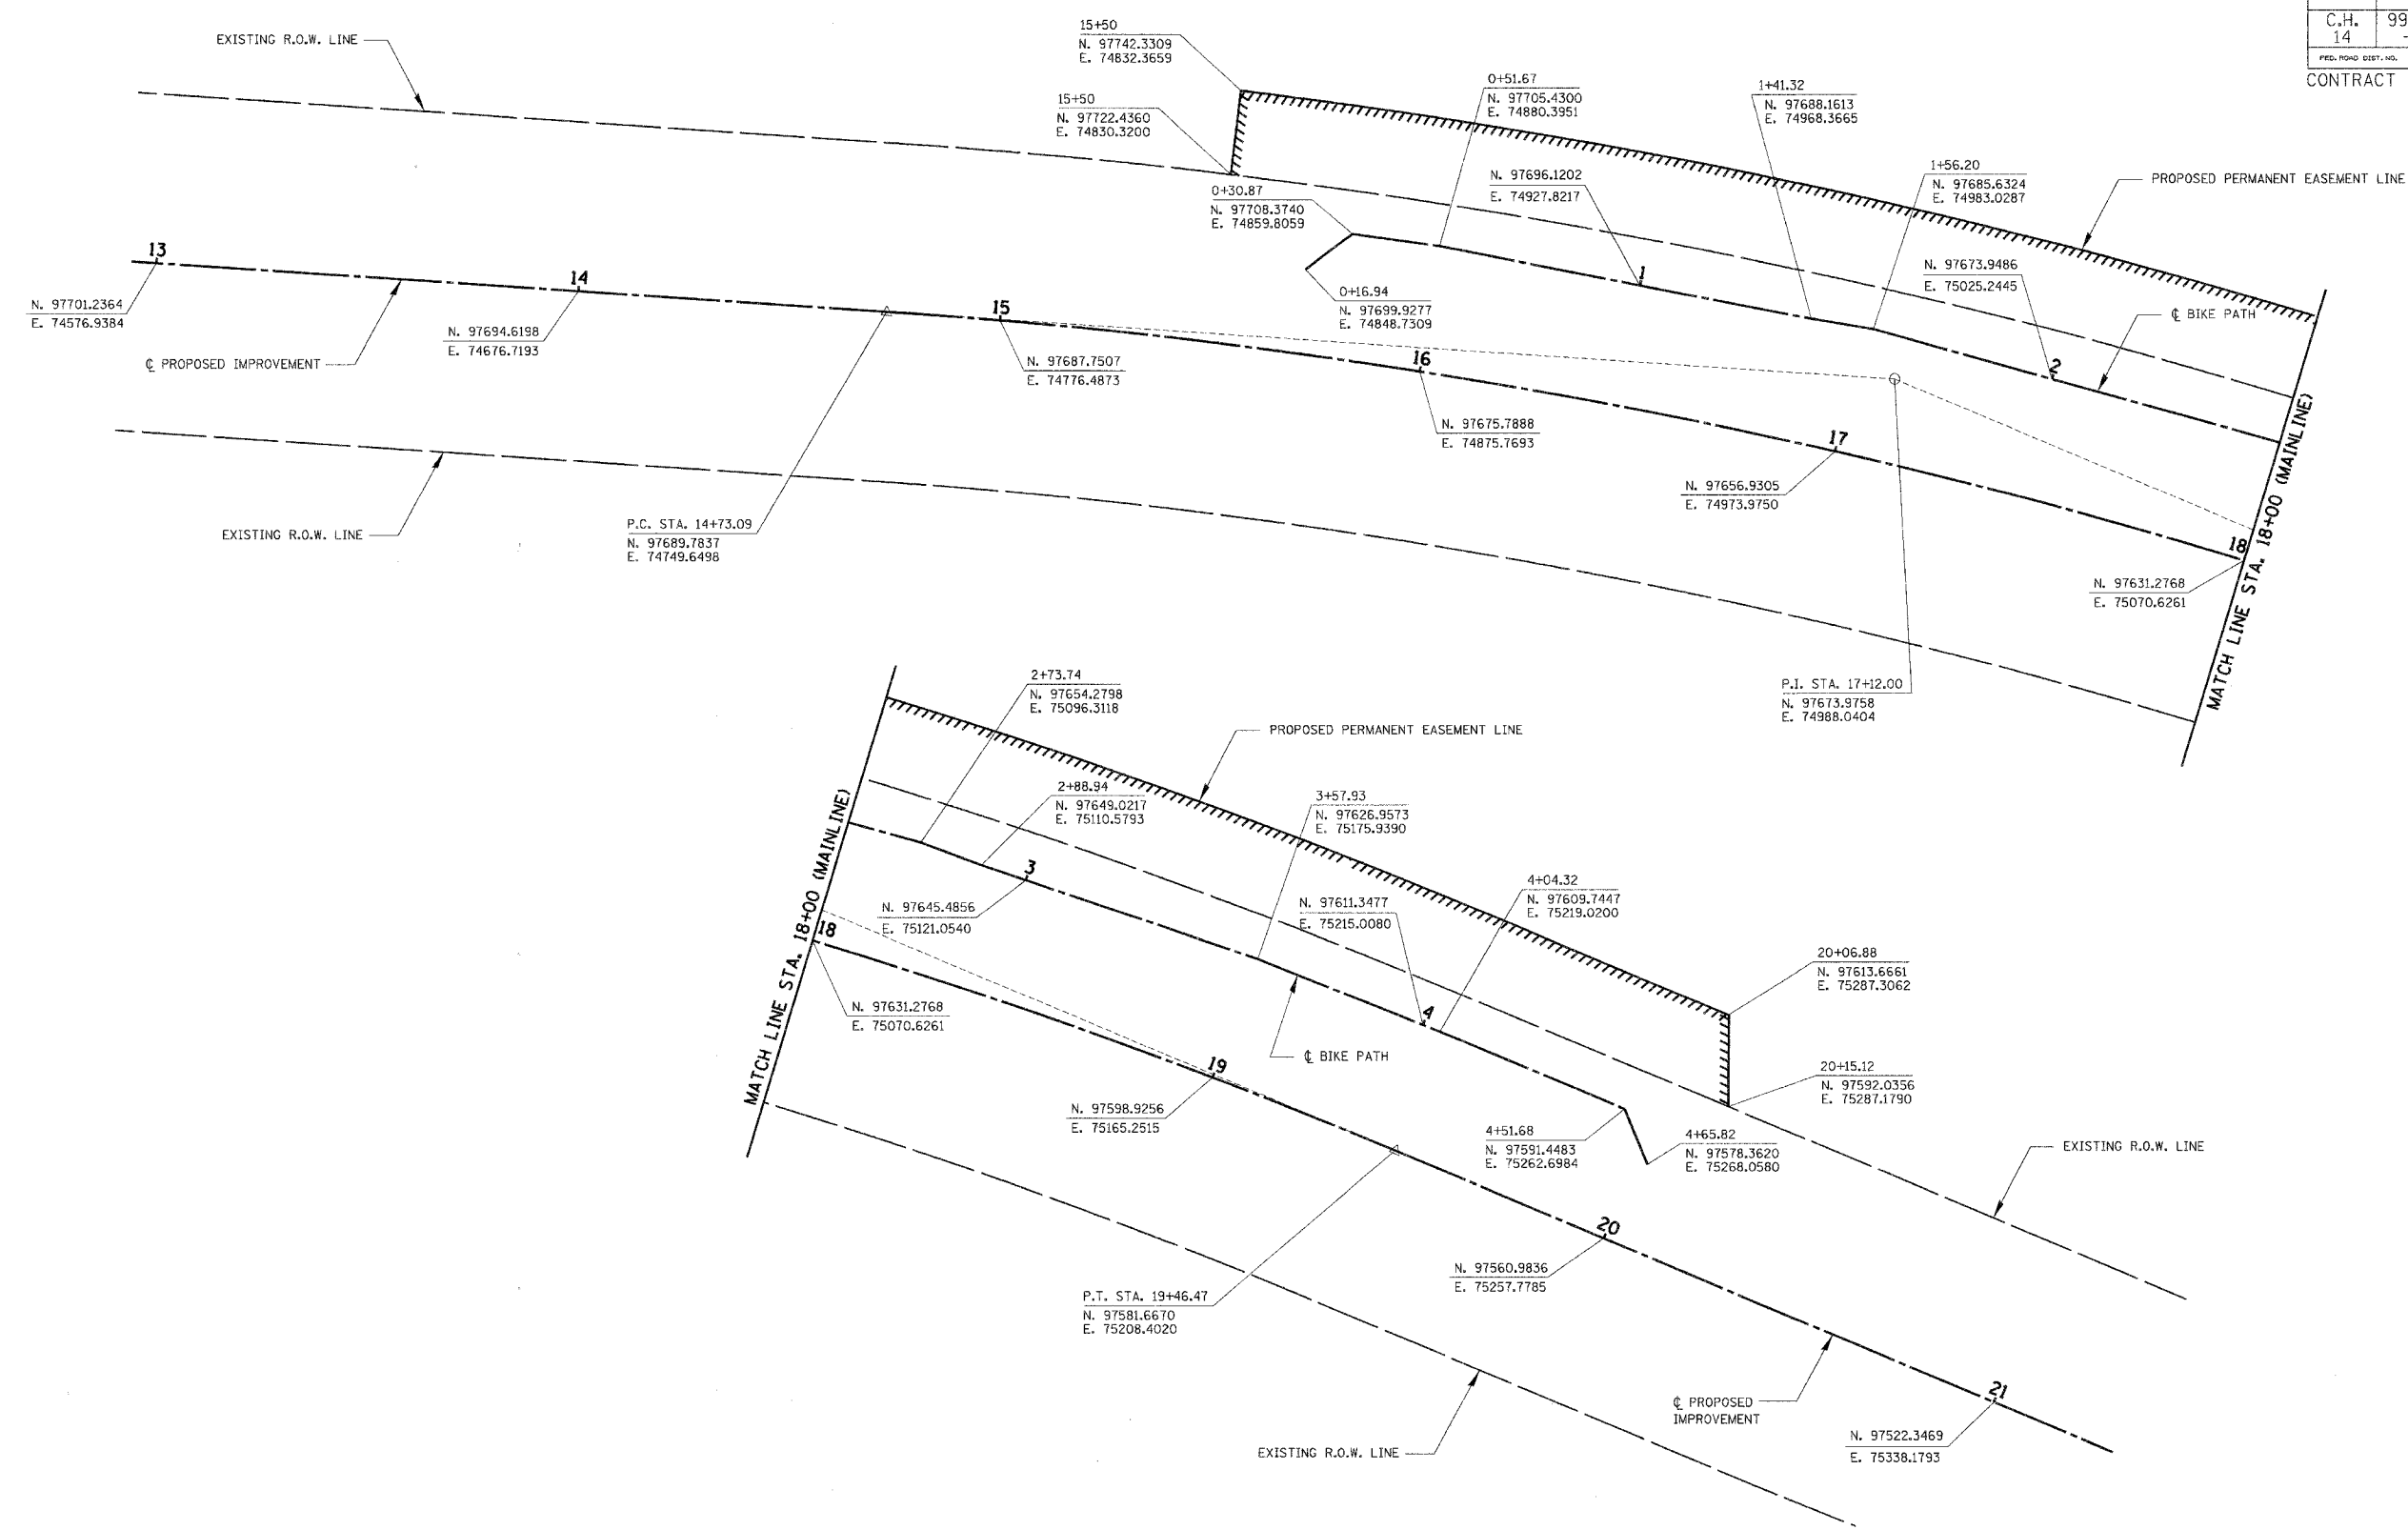 C.H.
14
99
FED. ROAD DIST. NO.
CONTRACT
EXISTING R.O.W. LINE
15+50
N. 97742.3309
E. 74832.3659
15+50
N. 97722.4360
E. 74830.3200
0+51.67
N. 97705.4300
E. 74880.3951
1+41.32
N. 97688.1613
E. 74968.3665
1+56.20
N. 97685.6324
E. 74983.0287
PROPOSED PERMANENT EASEMENT LINE
N. 97696.1202
E. 74927.8217
0+30.87
N. 97708.3740
E. 74859.8059
13
14
15
16
17
18
1
2
N. 97673.9486
E. 75025.2445
℄ BIKE PATH
0+16.94
N. 97699.9277
E. 74848.7309
N. 97701.2364
E. 74576.9384
N. 97694.6198
E. 74676.7193
℄ PROPOSED IMPROVEMENT
N. 97687.7507
E. 74776.4873
N. 97675.7888
E. 74875.7693
N. 97656.9305
E. 74973.9750
EXISTING R.O.W. LINE
P.C. STA. 14+73.09
N. 97689.7837
E. 74749.6498
N. 97631.2768
E. 75070.6261
MATCH LINE STA. 18+00 (MAINLINE)
P.I. STA. 17+12.00
N. 97673.9758
E. 74988.0404
2+73.74
N. 97654.2798
E. 75096.3118
PROPOSED PERMANENT EASEMENT LINE
2+88.94
N. 97649.0217
E. 75110.5793
3+57.93
N. 97626.9573
E. 75175.9390
3
N. 97645.4856
E. 75121.0540
4+04.32
N. 97609.7447
E. 75219.0200
N. 97611.3477
E. 75215.0080
4
18
MATCH LINE STA. 18+00 (MAINLINE)
20+06.88
N. 97613.6661
E. 75287.3062
N. 97631.2768
E. 75070.6261
℄ BIKE PATH
19
20+15.12
N. 97592.0356
E. 75287.1790
N. 97598.9256
E. 75165.2515
4+51.68
N. 97591.4483
E. 75262.6984
4+65.82
N. 97578.3620
E. 75268.0580
EXISTING R.O.W. LINE
20
N. 97560.9836
E. 75257.7785
P.T. STA. 19+46.47
N. 97581.6670
E. 75208.4020
21
℄ PROPOSED
IMPROVEMENT
N. 97522.3469
E. 75338.1793
EXISTING R.O.W. LINE